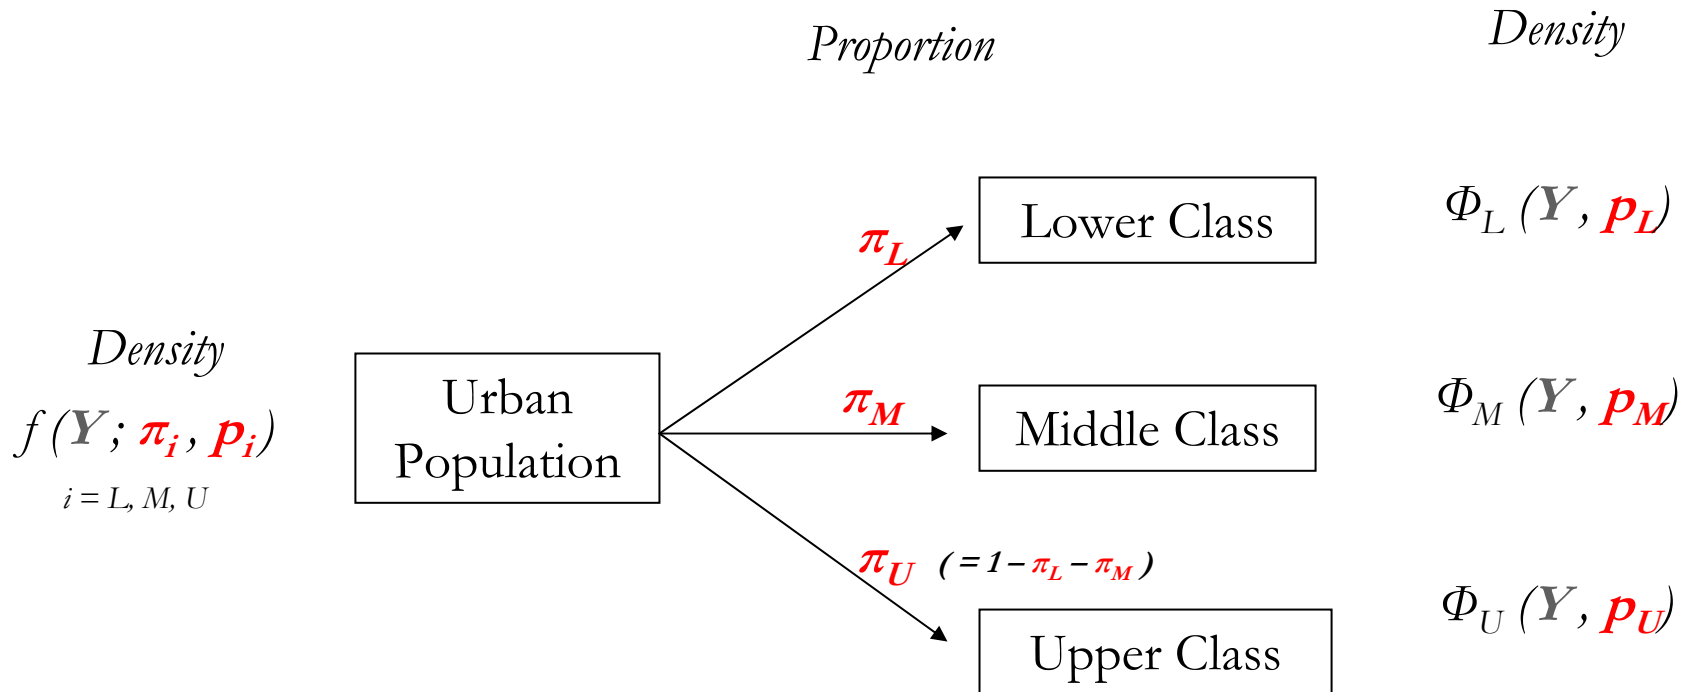 Proportion
Density
Lower Class
Φ_L (Y, p_L)
π_L
Density
Urban
Population
f (Y; π_i, p_i)
i = L, M, U
π_M
Middle Class
Φ_M (Y, p_M)
π_U (= 1 – π_L – π_M)
Upper Class
Φ_U (Y, p_U)